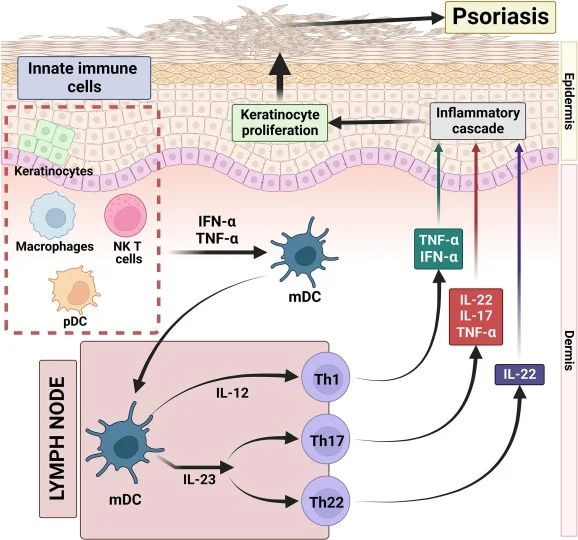 Psoriasis
Innate immune
cells
Epidermis
Keratinocyte
proliferation
Inflammatory
cascade
Keratinocytes
Macrophages
NK T
cells
pDC
IFN-α
TNF-α
mDC
TNF-α
IFN-α
IL-22
IL-17
TNF-α
IL-22
Dermis
LYMPH NODE
mDC
IL-12
IL-23
Th1
Th17
Th22